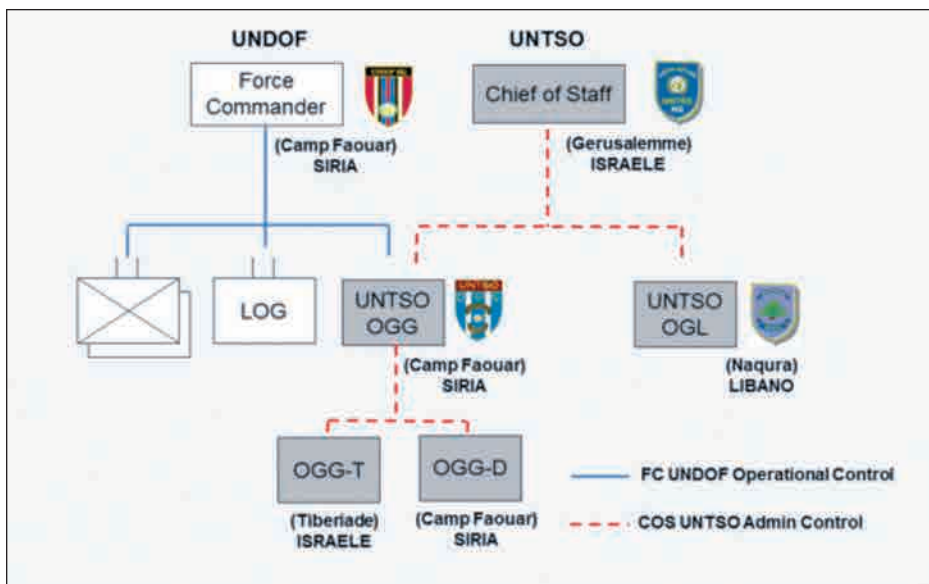 UNDOF
UNTSO
Force
Commander
Chief of Staff
(Camp Faouar)
SIRIA
(Gerusalemme)
ISRAELE
LOG
UNTSO
OGG
UNTSO
UNTSO
OGL
(Camp Faouar)
SIRIA
(Naqura)
LIBANO
OGG-T
OGG-D
(Tiberiade)
ISRAELE
(Camp Faouar)
SIRIA
FC UNDOF Operational Control
COS UNTSO Admin Control